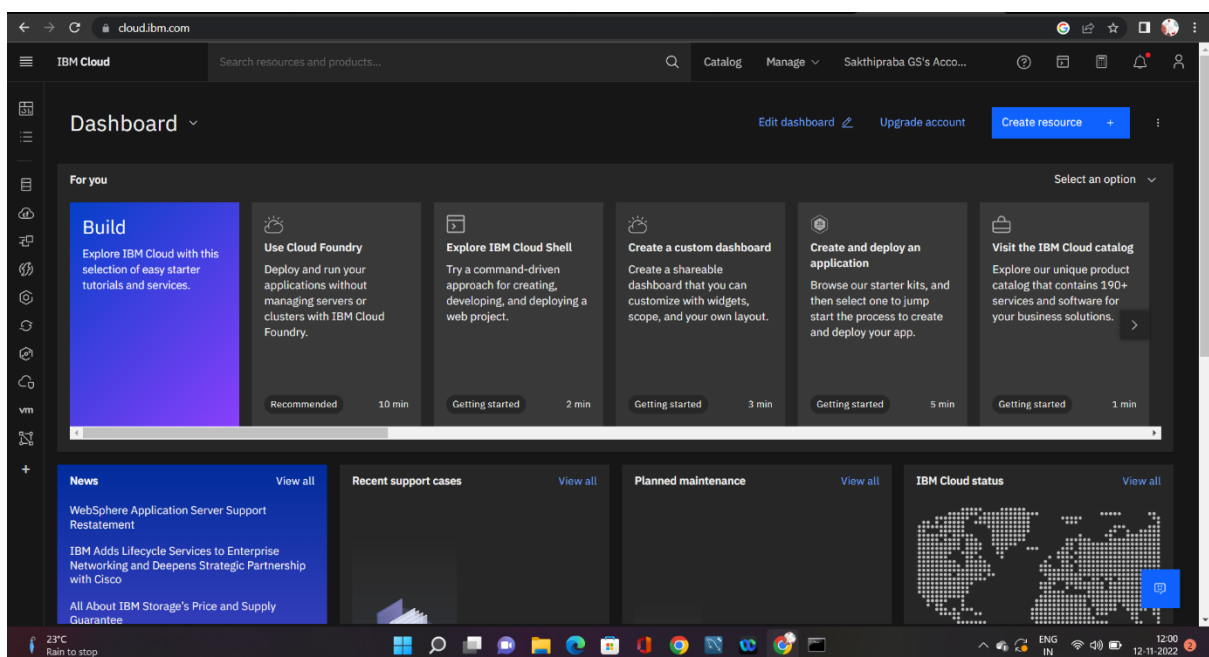 cloud.ibm.com
IBM Cloud
Search resources and products...
Catalog
Manage
Sakthipraba GS's Acco...
Dashboard
Edit dashboard
Upgrade account
Create resource +
For you
Select an option
Build
Explore IBM Cloud with this
selection of easy starter
tutorials and services.
Use Cloud Foundry
Deploy and run your
applications without
managing servers or
clusters with IBM Cloud
Foundry.
Recommended
10 min
Explore IBM Cloud Shell
Try a command-driven
approach for creating,
developing, and deploying a
web project.
Getting started
2 min
Create a custom dashboard
Create a shareable
dashboard that you can
customize with widgets,
scope, and your own layout.
Getting started
3 min
Create and deploy an
application
Browse our starter kits, and
then select one to jump
start the process to create
and deploy your app.
Getting started
5 min
Visit the IBM Cloud catalog
Explore our unique product
catalog that contains 190+
services and software for
your business solutions.
Getting started
1 min
vm
News
View all
WebSphere Application Server Support
Restatement
IBM Adds Lifecycle Services to Enterprise
Networking and Deepens Strategic Partnership
with Cisco
All About IBM Storage's Price and Supply
Guarantee
Recent support cases
View all
Planned maintenance
View all
IBM Cloud status
View all
23°C
Rain to stop
ENG
IN
12:00
12-11-2022
2